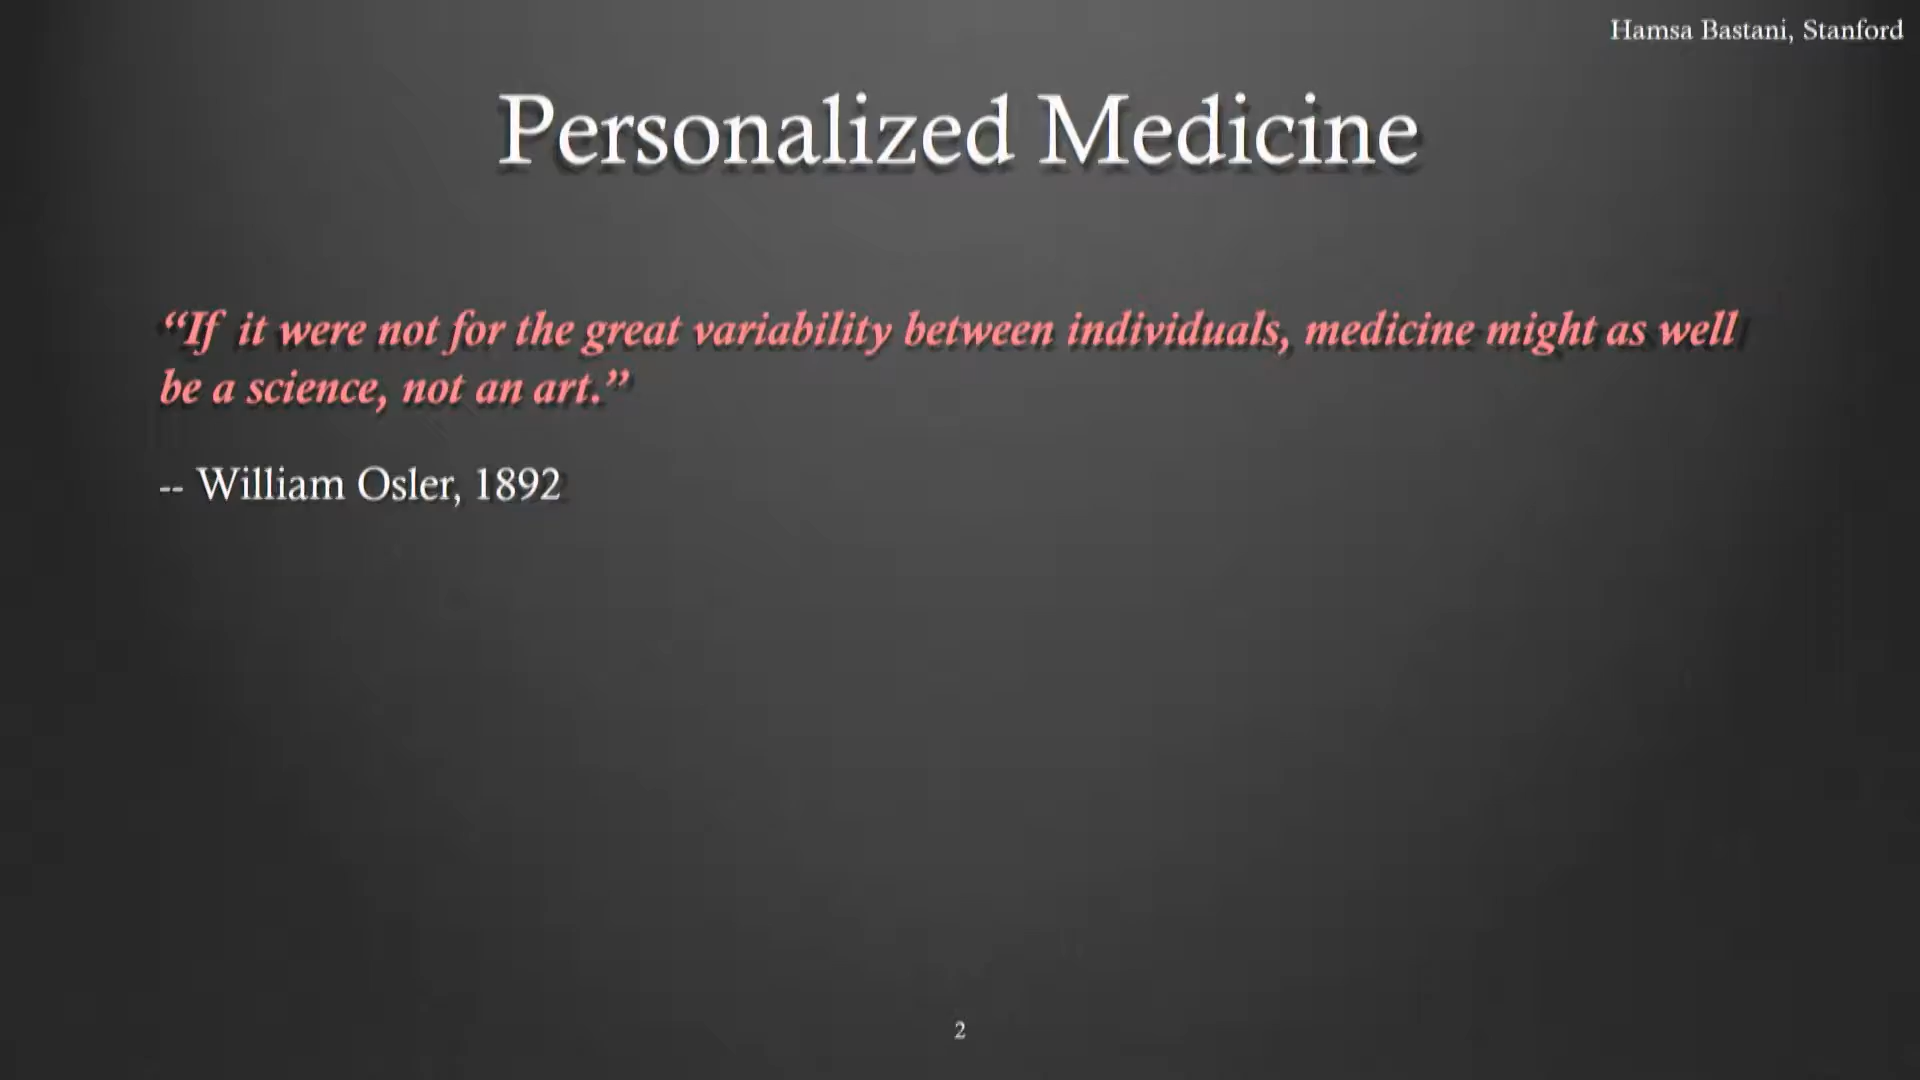 Hamsa Bastani, Stanford
Personalized Medicine
“If it were not for the great variability between individuals, medicine might as well
be a science, not an art.”
-- William Osler, 1892
2